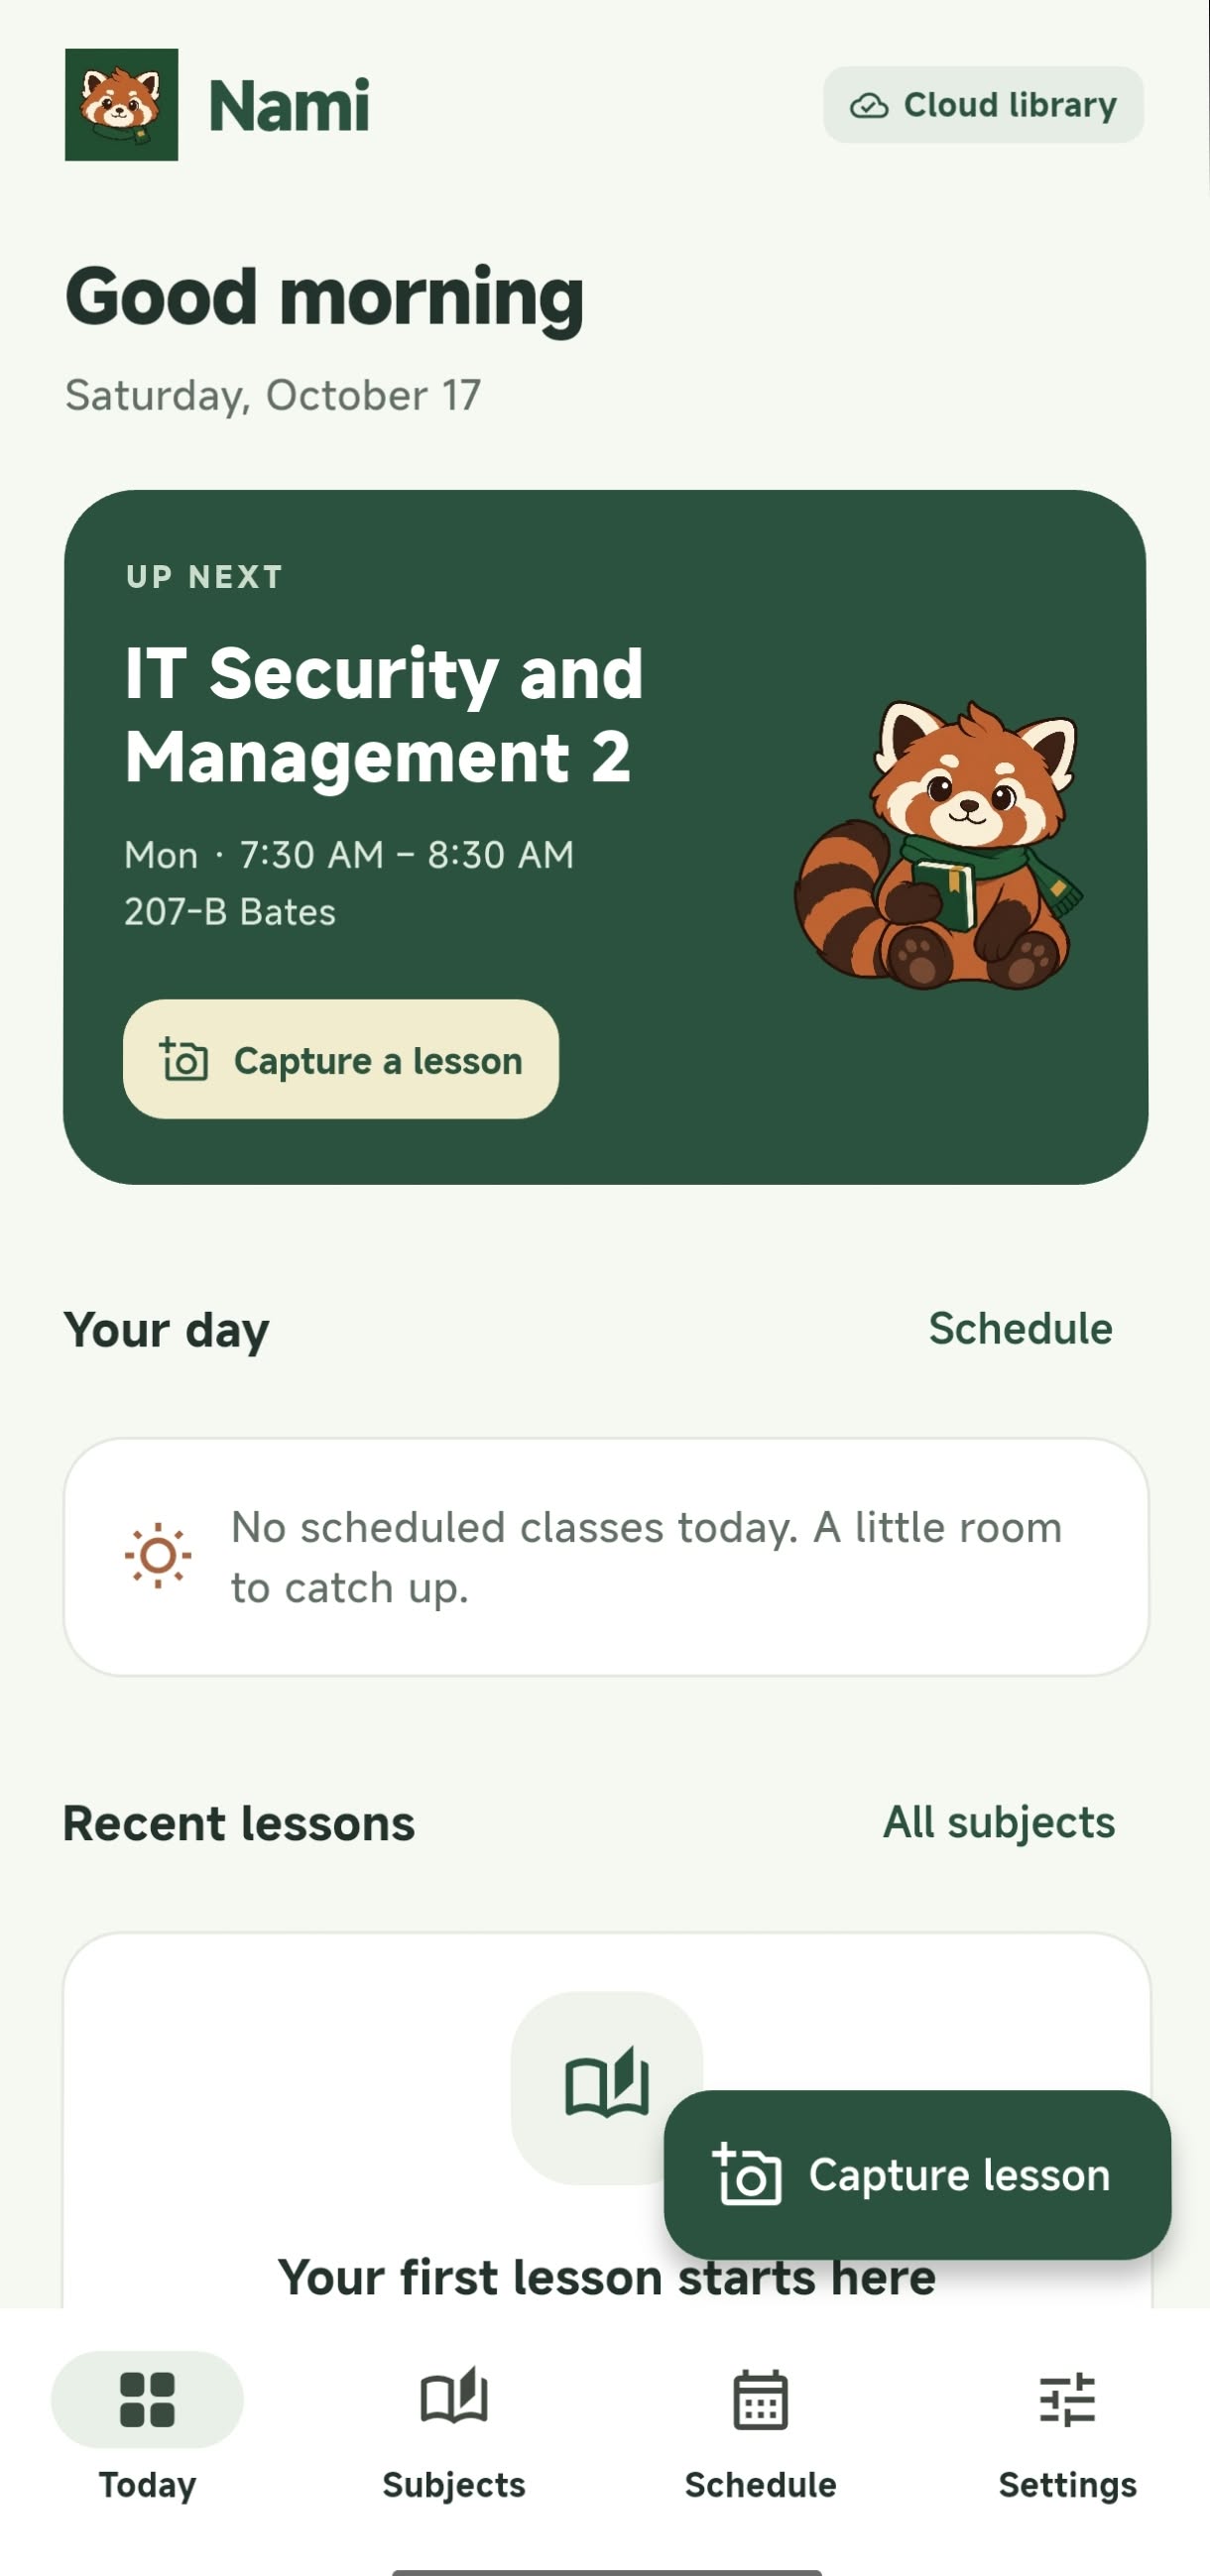 Nami
Cloud library
Good morning
Saturday, October 17
UP NEXT
IT Security and
Management 2
Mon · 7:30 AM – 8:30 AM
207-B Bates
Capture a lesson
Your day
Schedule
No scheduled classes today. A little room
to catch up.
Recent lessons
All subjects
Capture lesson
Your first lesson starts here
Today
Subjects
Schedule
Settings